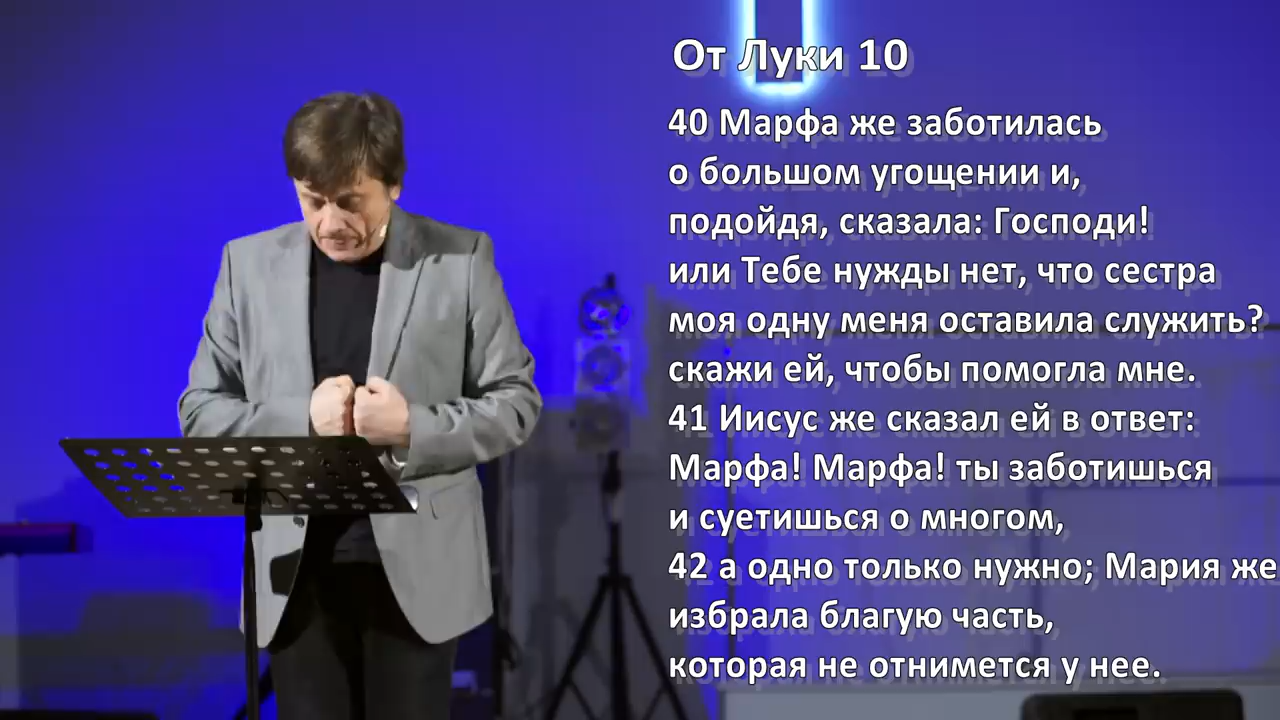 От Луки 10
40 Марфа же заботилась
о большом угощении и,
подойдя, сказала: Господи!
или Тебе нужды нет, что сестра
моя одну меня оставила служить?
скажи ей, чтобы помогла мне.
41 Иисус же сказал ей в ответ:
Марфа! Марфа! ты заботишься
и суетишься о многом,
42 а одно только нужно; Мария же
избрала благую часть,
которая не отнимется у нее.